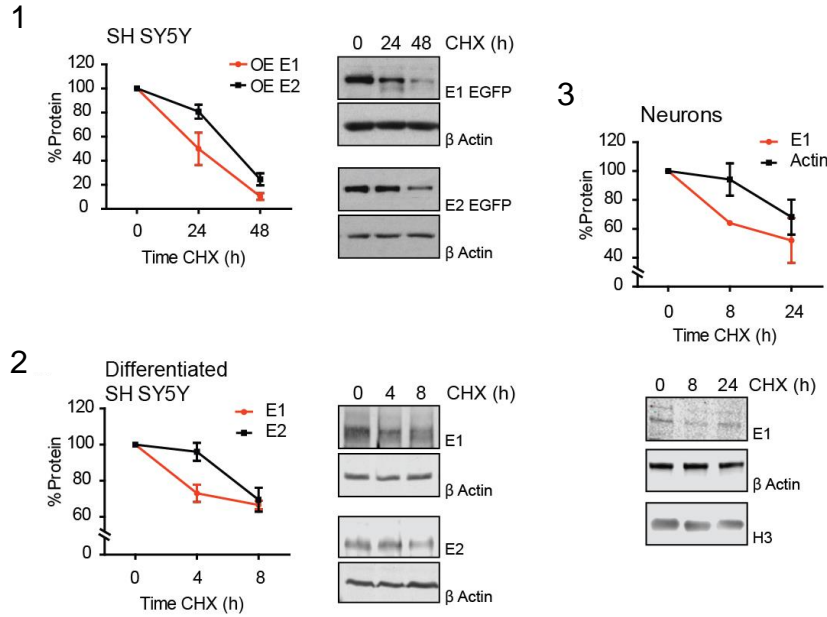 1
SH SY5Y
OE E1
OE E2
120
100
80
60
40
20
0
% Protein
0 24 48
Time CHX (h)
0 24 48 CHX (h)
E1 EGFP
β Actin
E2 EGFP
β Actin
2
Differentiated
SH SY5Y
E1
E2
120
100
80
60
0
% Protein
0 4 8
Time CHX (h)
0 4 8 CHX (h)
E1
β Actin
E2
β Actin
3
Neurons
E1
Actin
120
100
80
60
40
0
% Protein
0 8 24
Time CHX (h)
0 8 24 CHX (h)
E1
β Actin
H3